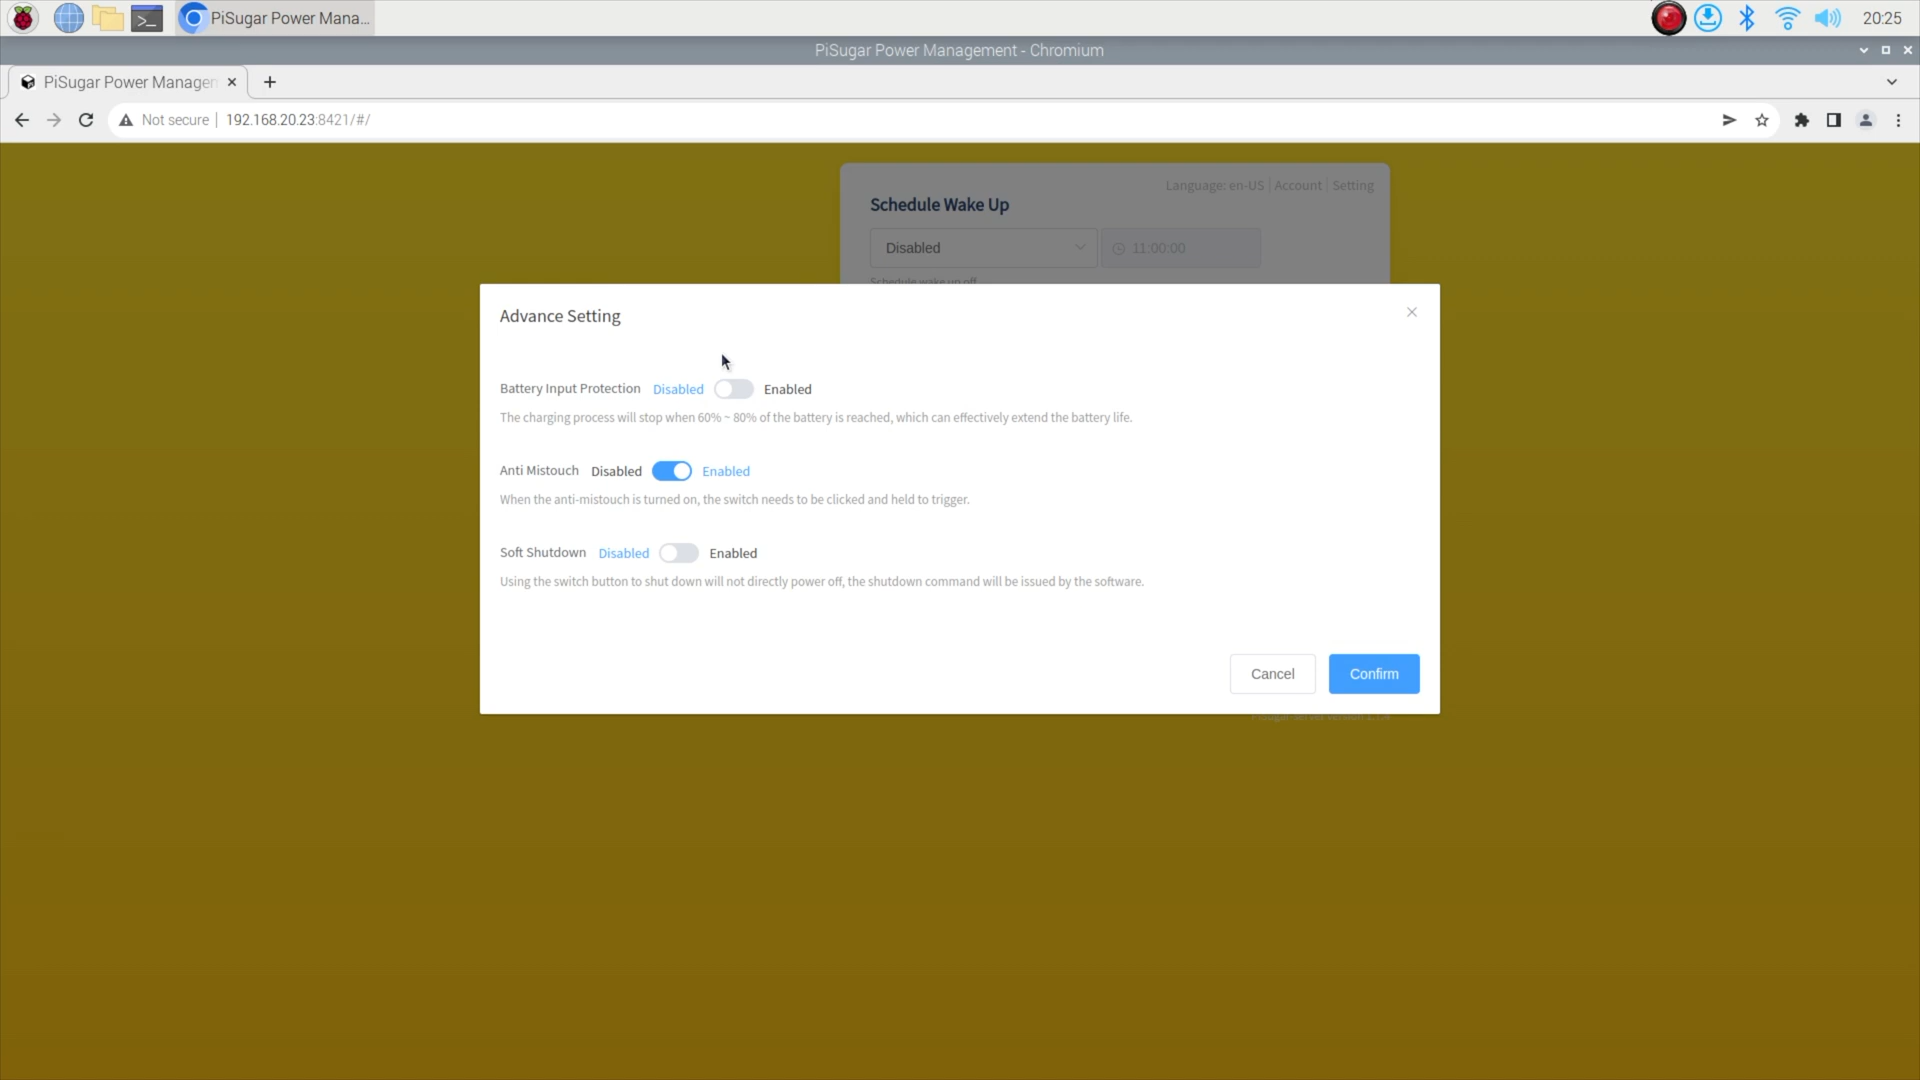 PiSugar Power Mana...
20:25
PiSugar Power Management - Chromium
PiSugar Power Manager
Not secure 192.168.20.23:8421/#/
Language: en-US Account Setting
Schedule Wake Up
Disabled 11:00:00
Schedule wake up off
Advance Setting
Battery Input Protection Disabled Enabled
The charging process will stop when 60% ~ 80% of the battery is reached, which can effectively extend the battery life.
Anti Mistouch Disabled Enabled
When the anti-mistouch is turned on, the switch needs to be clicked and held to trigger.
Soft Shutdown Disabled Enabled
Using the switch button to shut down will not directly power off, the shutdown command will be issued by the software.
Cancel Confirm